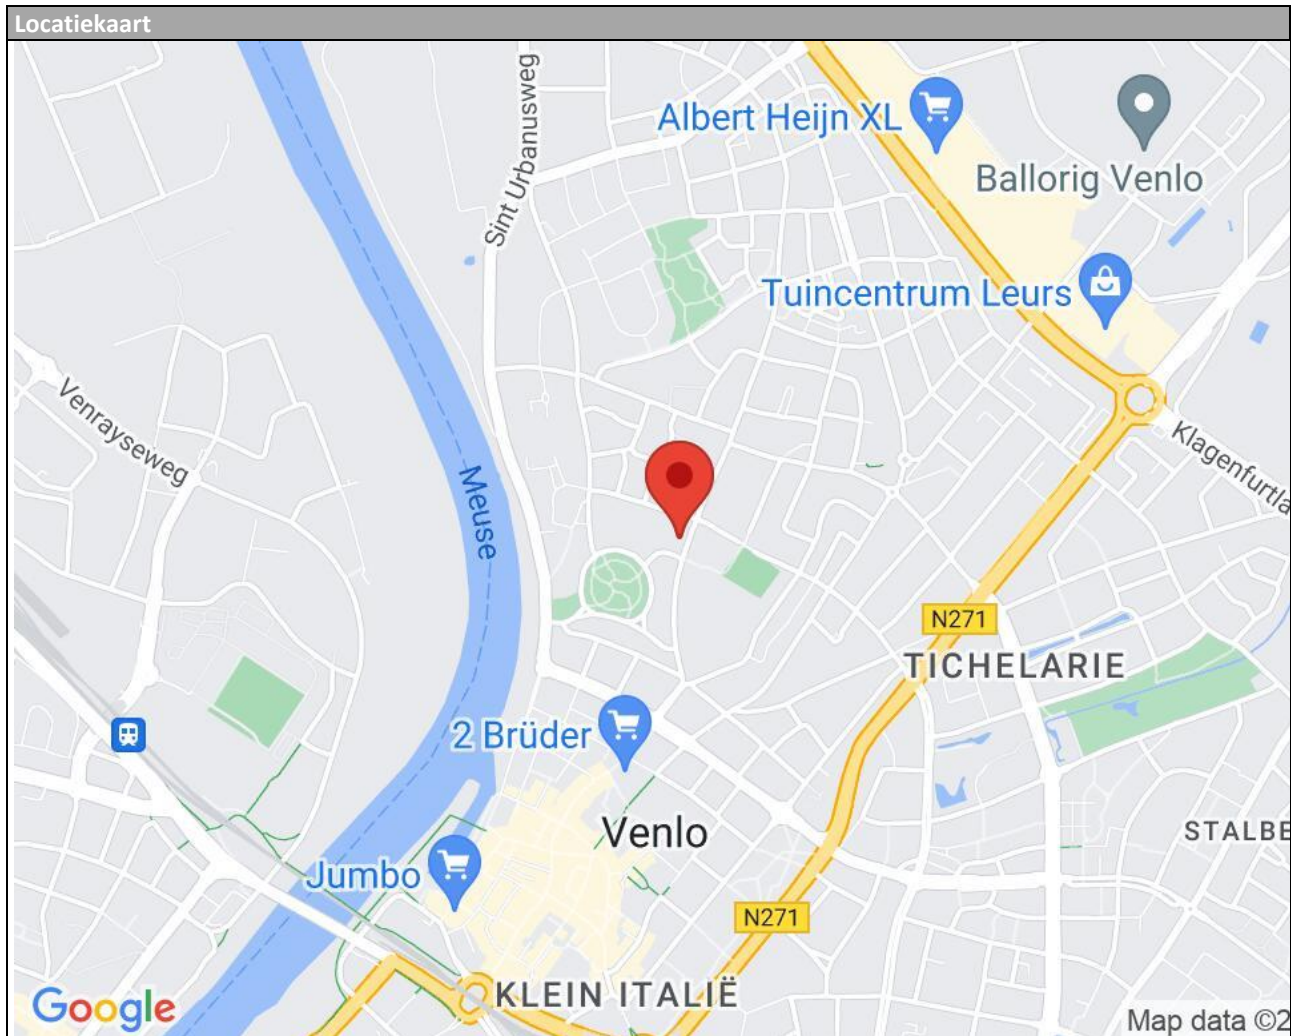 Locatiekaart
Sint Urbanusweg
Albert Heijn XL
Ballorig Venlo
Tuincentrum Leurs
Venrayseweg
Meuse
Klagenfurtla
N271
TICHELARIE
2 Brüder
Venlo
STALBE
Jumbo
N271
KLEIN ITALIË
Google
Map data ©2